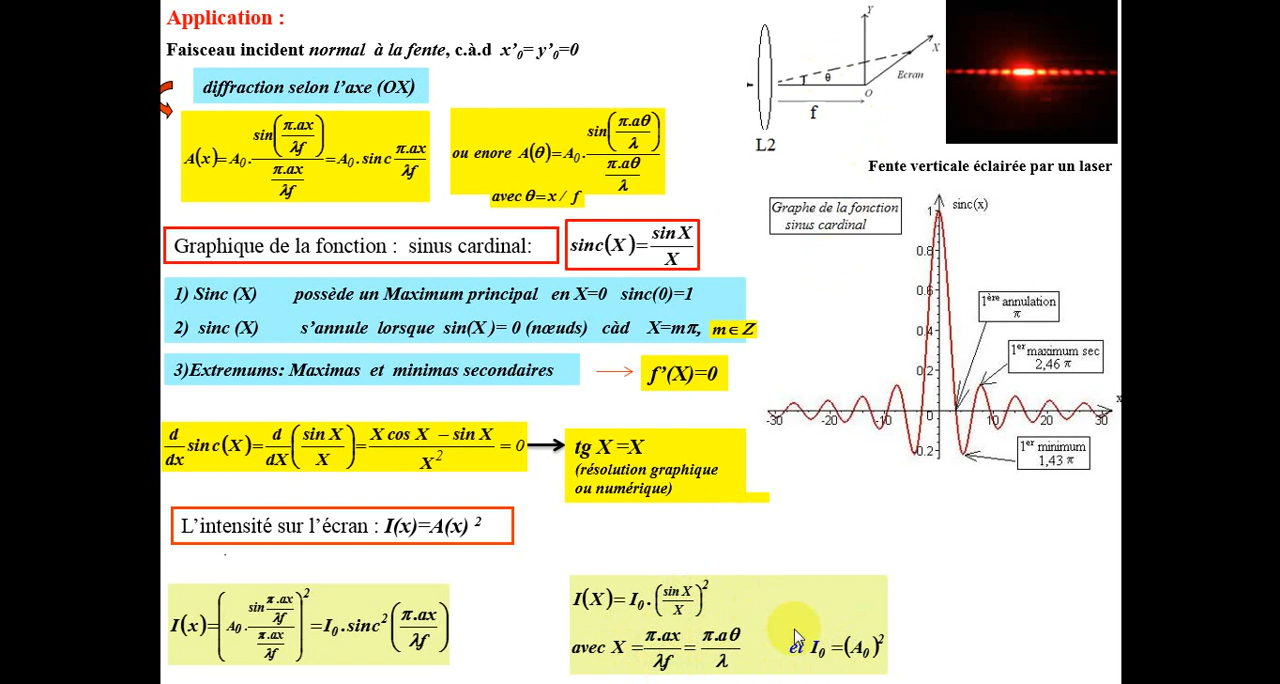 Application :
Faisceau incident normal à la fente, c.à.d x'₀= y'₀=0
diffraction selon l'axe (OX)
A(x)=A₀. sin(π.ax/λf) / (π.ax/λf) =A₀. sinc π.ax/λf
ou enore A(θ)=A₀. sin(π.aθ/λ) / (π.aθ/λ)
avec θ=x / f
Y
X
Ecran
θ
O
f
L2
Fente verticale éclairée par un laser
Graphique de la fonction : sinus cardinal:
sinc(X)= sin X / X
1) Sinc (X) possède un Maximum principal en X=0 sinc(0)=1
2) sinc (X) s'annule lorsque sin(X )= 0 (nœuds) càd X=mπ, m∈Z
3)Extremums: Maximas et minimas secondaires
f'(X)=0
d/dx sinc(X)= d/dX (sin X / X)= X cos X – sin X / X² = 0
tg X =X
(résolution graphique
ou numérique)
Graphe de la fonction
sinus cardinal
sinc(x)
1
0.8
0.6
0.4
0.2
0
0.2
-30 -20 -10 10 20 30
x
1ère annulation
π
1er maximum sec
2,46 π
1er minimum
1,43 π
L'intensité sur l'écran : I(x)=A(x) ²
I(x)= (A₀. sin π.ax/λf / π.ax/λf)² =I₀.sinc² (π.ax/λf)
I(X)= I₀.(sin X / X)²
avec X = π.ax/λf = π.aθ/λ et I₀ =(A₀)²